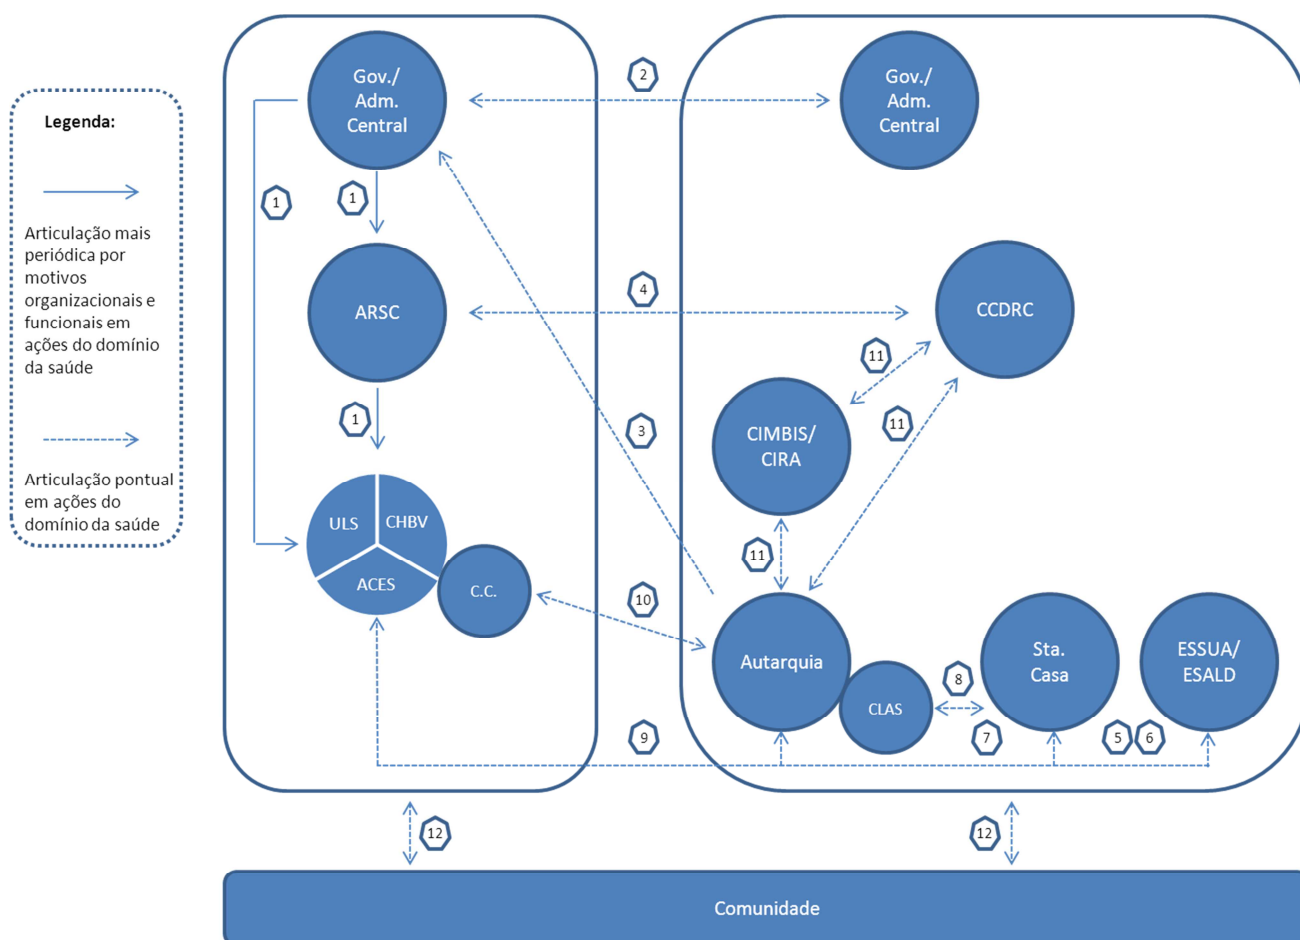 Legenda:
Articulação mais
periódica por
motivos
organizacionais e
funcionais em
ações do domínio
da saúde
Articulação pontual
em ações do
domínio da saúde
Gov./
Adm.
Central
2
Gov./
Adm.
Central
1
1
ARSC
4
CCDRC
11
1
3
CIMBIS/
CIRA
11
ULS
CHBV
ACES
C.C.
11
10
Autarquia
CLAS
8
Sta.
Casa
ESSUA/
ESALD
9
7
5
6
12
12
Comunidade